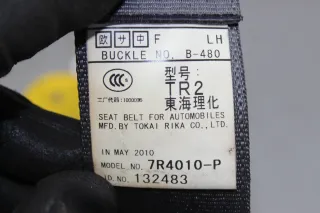 欧 サ 中 F LH
BUCKLE NO. B-480
型号:
TR2
東海理化
SEAT BELT FOR AUTOMOBILES
MFD.BY TOKAI RIKA CO.,LTD.
IN MAY 2010
MODEL NO. 7R4010-P
ID.NO. 132483